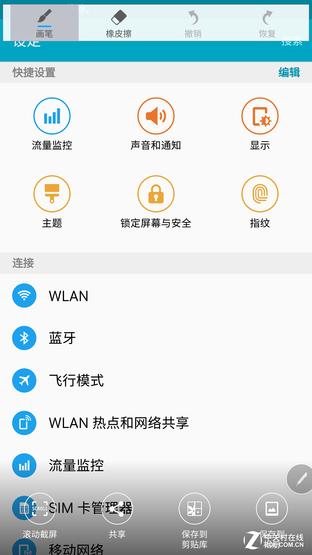 画笔 橡皮擦 撤销 恢复
设定 搜索
快捷设置 编辑
流量监控 声音和通知 显示
主题 锁定屏幕与安全 指纹
连接
WLAN
蓝牙
飞行模式
WLAN 热点和网络共享
流量监控
SIM 卡管理器
滚动截屏 共享 保存到剪贴库 保存到
移动网络
中关村在线
zol.com.cn